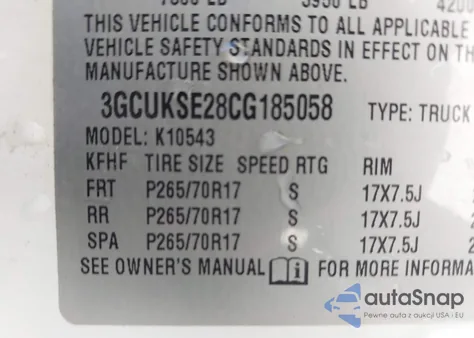 THIS VEHICLE CONFORMS TO ALL APPLICABLE
VEHICLE SAFETY STANDARDS IN EFFECT ON THE
MANUFACTURE SHOWN ABOVE.
3GCUKSE28CG185058 TYPE: TRUCK
MODEL: K10543
KFHF TIRE SIZE SPEED RTG RIM
FRT P265/70R17 S 17X7.5J
RR P265/70R17 S 17X7.5J
SPA P265/70R17 S 17X7.5J
SEE OWNER'S MANUAL FOR MORE INFORMA
autoSnap
Pewne auta z aukcji USA i EU